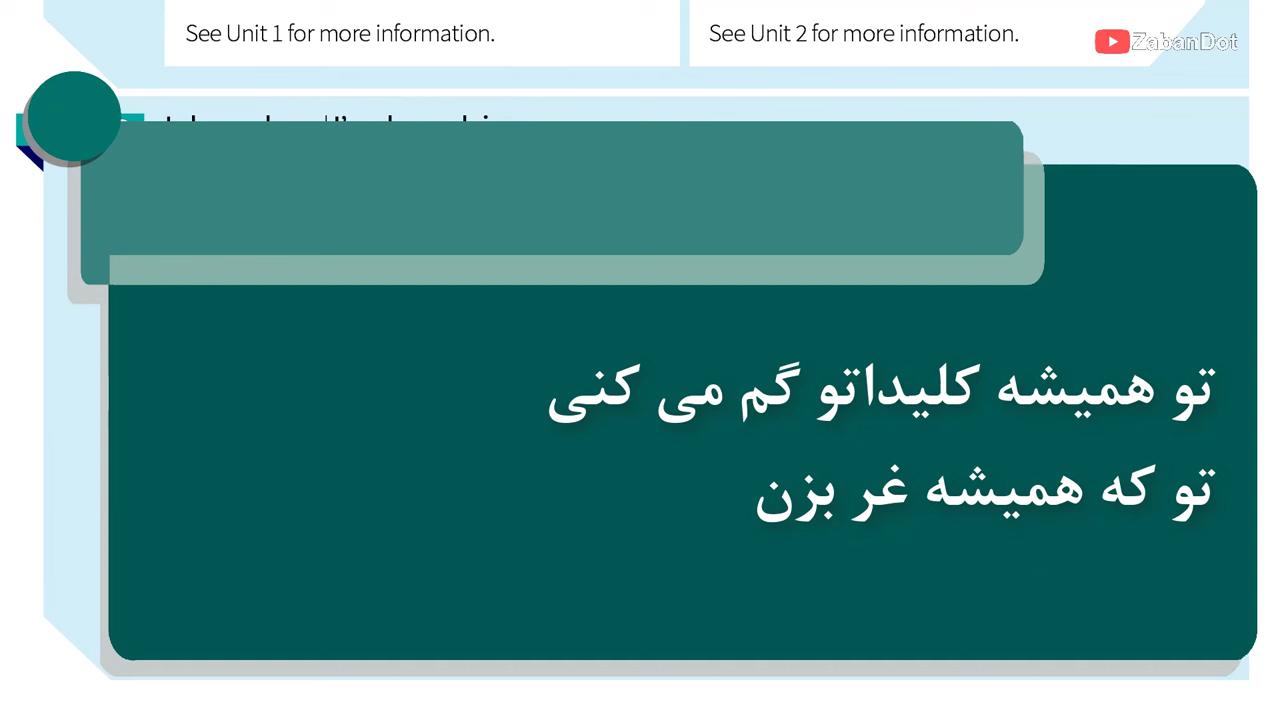 See Unit 1 for more information.
See Unit 2 for more information.
ZabanDot
تو همیشه کلیداتو گم می کنی
تو که همیشه غر بزن